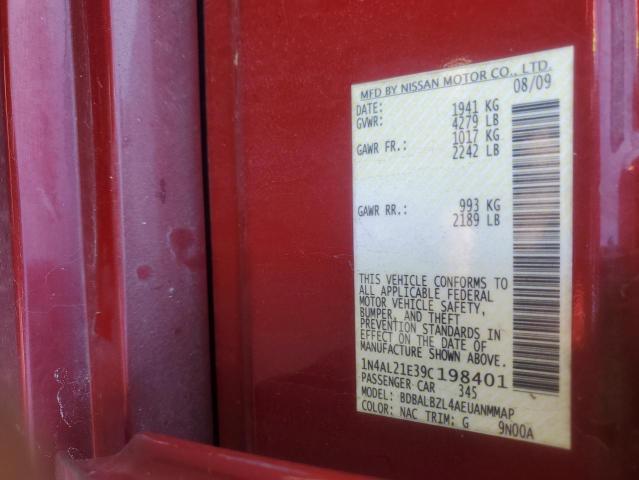 MFD BY NISSAN MOTOR CO., LTD.
08/09
DATE: 1941 KG
GVWR: 4279 LB
1017 KG
GAWR FR.: 2242 LB
993 KG
GAWR RR.: 2189 LB
THIS VEHICLE CONFORMS TO
ALL APPLICABLE FEDERAL
MOTOR VEHICLE SAFETY,
BUMPER, AND THEFT
PREVENTION STANDARDS IN
EFFECT ON THE DATE OF
MANUFACTURE SHOWN ABOVE.
1N4AL21E39C198401
PASSENGER CAR 345
MODEL: BDBALBZL4AEUANMMAP
COLOR: NAC TRIM: G 9N00A